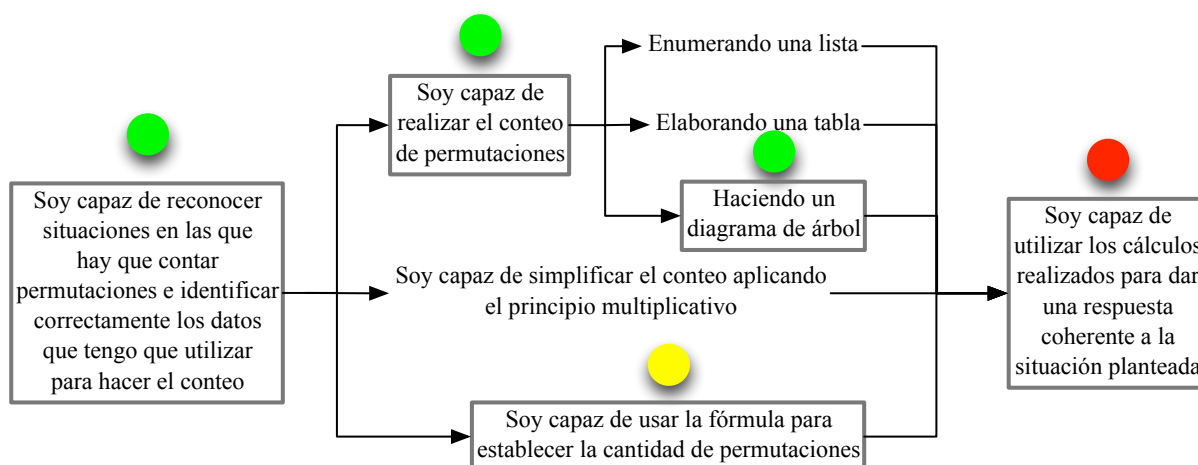 Soy capaz de reconocer
situaciones en las que
hay que contar
permutaciones e identificar
correctamente los datos
que tengo que utilizar
para hacer el conteo
Soy capaz de
realizar el conteo
de permutaciones
Enumerando una lista
Elaborando una tabla
Haciendo un
diagrama de árbol
Soy capaz de simplificar el conteo aplicando
el principio multiplicativo
Soy capaz de usar la fórmula para
establecer la cantidad de permutaciones
Soy capaz de
utilizar los cálculos
realizados para dar
una respuesta
coherente a la
situación planteada